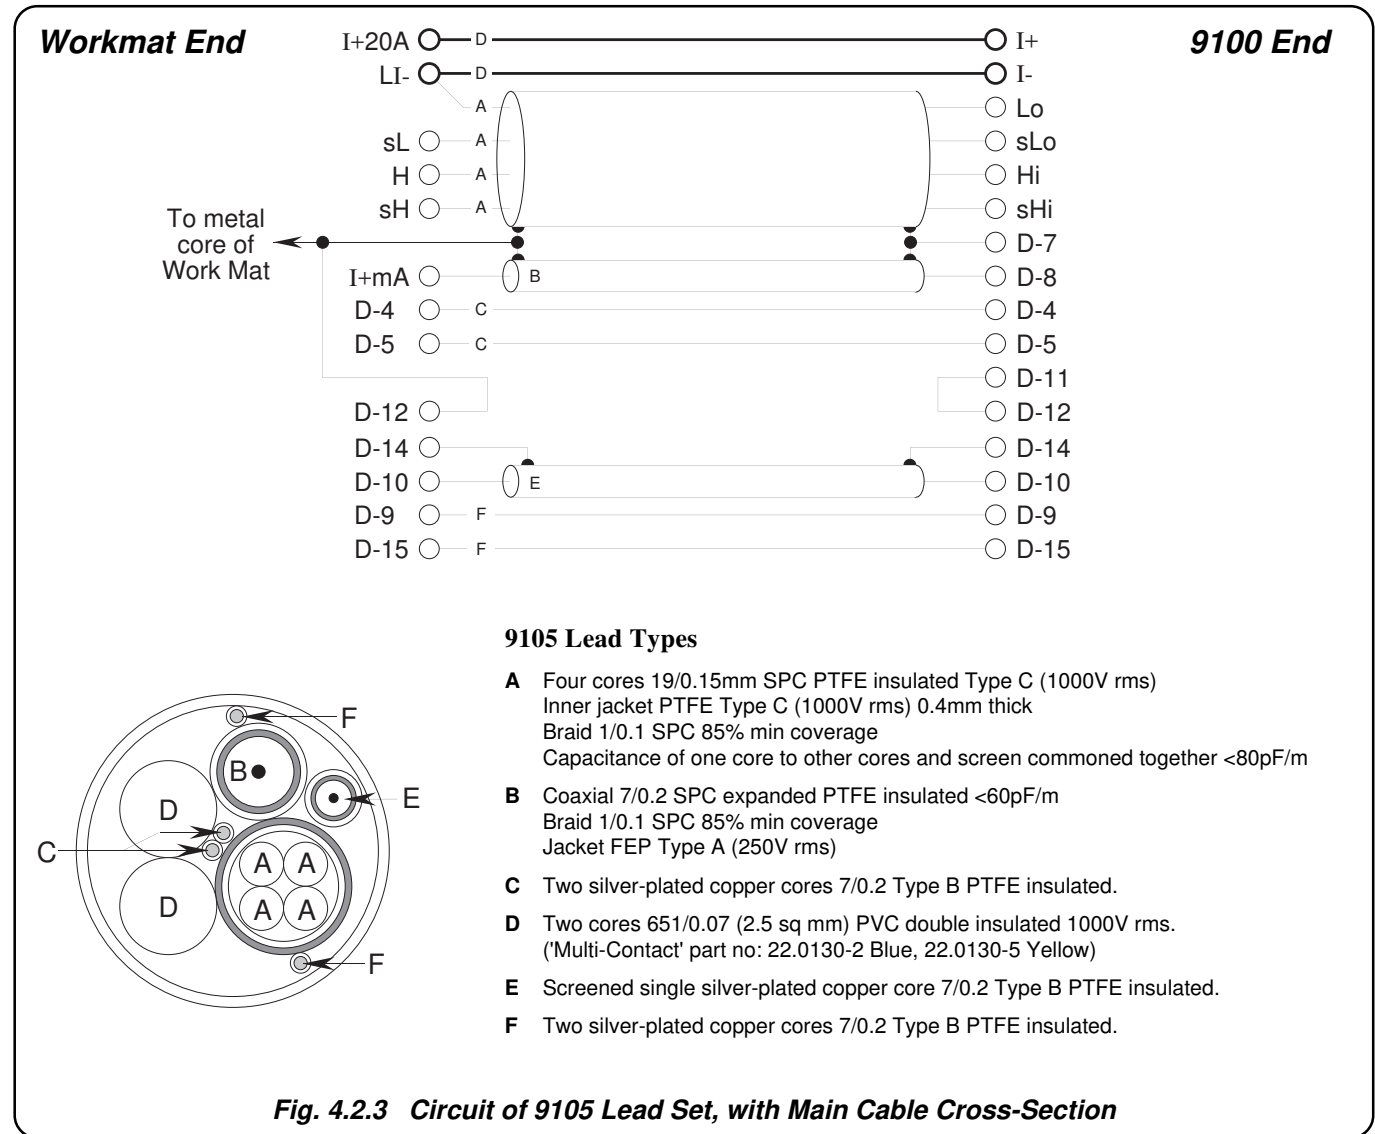 Workmat End
9100 End
I+20A D I+
LI- D I-
A Lo
sL A sLo
H A Hi
sH A sHi
To metal
core of
Work Mat
D-7
I+mA B D-8
D-4 C D-4
D-5 C D-5
D-11
D-12 D-12
D-14 D-14
D-10 E D-10
D-9 F D-9
D-15 F D-15
9105 Lead Types
A Four cores 19/0.15mm SPC PTFE insulated Type C (1000V rms)
Inner jacket PTFE Type C (1000V rms) 0.4mm thick
Braid 1/0.1 SPC 85% min coverage
Capacitance of one core to other cores and screen commoned together <80pF/m
B Coaxial 7/0.2 SPC expanded PTFE insulated <60pF/m
Braid 1/0.1 SPC 85% min coverage
Jacket FEP Type A (250V rms)
C Two silver-plated copper cores 7/0.2 Type B PTFE insulated.
D Two cores 651/0.07 (2.5 sq mm) PVC double insulated 1000V rms.
('Multi-Contact' part no: 22.0130-2 Blue, 22.0130-5 Yellow)
E Screened single silver-plated copper core 7/0.2 Type B PTFE insulated.
F Two silver-plated copper cores 7/0.2 Type B PTFE insulated.
F
B
E
D
C
A A
D
A A
F
Fig. 4.2.3 Circuit of 9105 Lead Set, with Main Cable Cross-Section